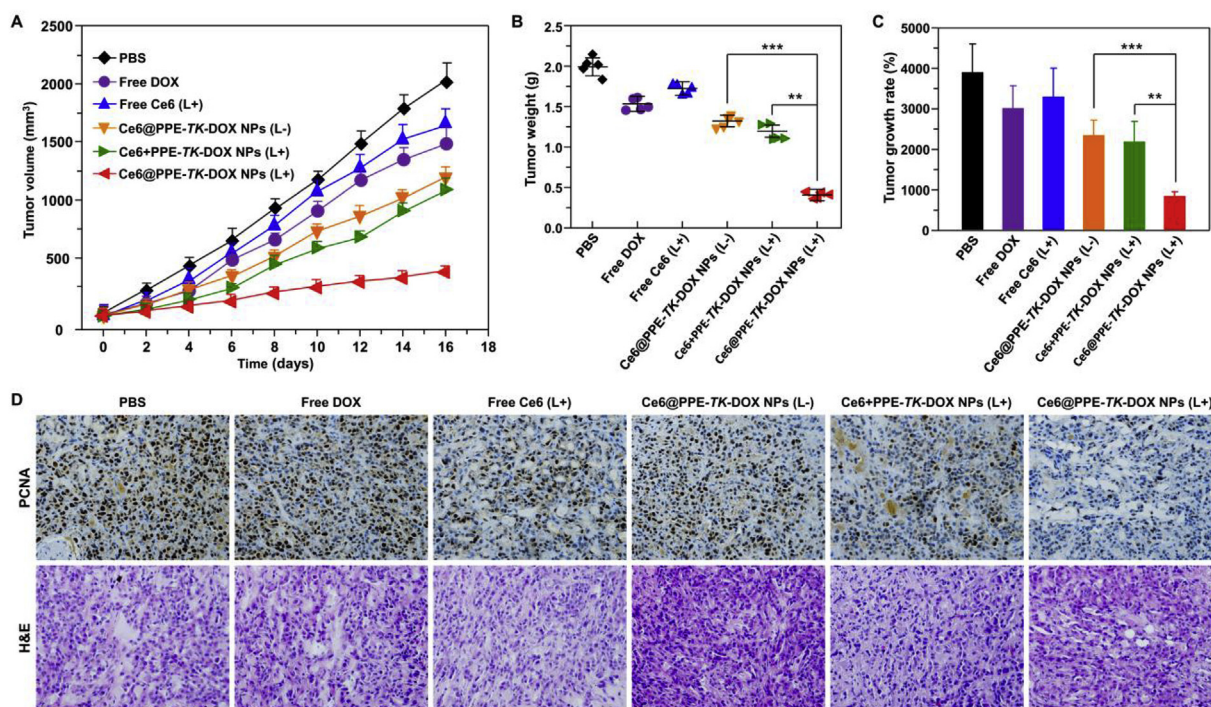 A
Tumor volume (mm³)
2500
2000
1500
1000
500
0
PBS
Free DOX
Free Ce6 (L+)
Ce6@PPE-TK-DOX NPs (L-)
Ce6+PPE-TK-DOX NPs (L+)
Ce6@PPE-TK-DOX NPs (L+)
0 2 4 6 8 10 12 14 16 18
Time (days)
B
Tumor weight (g)
2.5
2.0
1.5
1.0
0.5
0.0
***
**
PBS
Free DOX
Free Ce6 (L+)
Ce6@PPE-TK-DOX NPs (L-)
Ce6+PPE-TK-DOX NPs (L+)
Ce6@PPE-TK-DOX NPs (L+)
C
Tumor growth rate (%)
5000
4000
3000
2000
1000
0
***
**
PBS
Free DOX
Free Ce6 (L+)
Ce6@PPE-TK-DOX NPs (L-)
Ce6+PPE-TK-DOX NPs (L+)
Ce6@PPE-TK-DOX NPs (L+)
D
PBS Free DOX Free Ce6 (L+) Ce6@PPE-TK-DOX NPs (L-) Ce6+PPE-TK-DOX NPs (L+) Ce6@PPE-TK-DOX NPs (L+)
PCNA
H&E